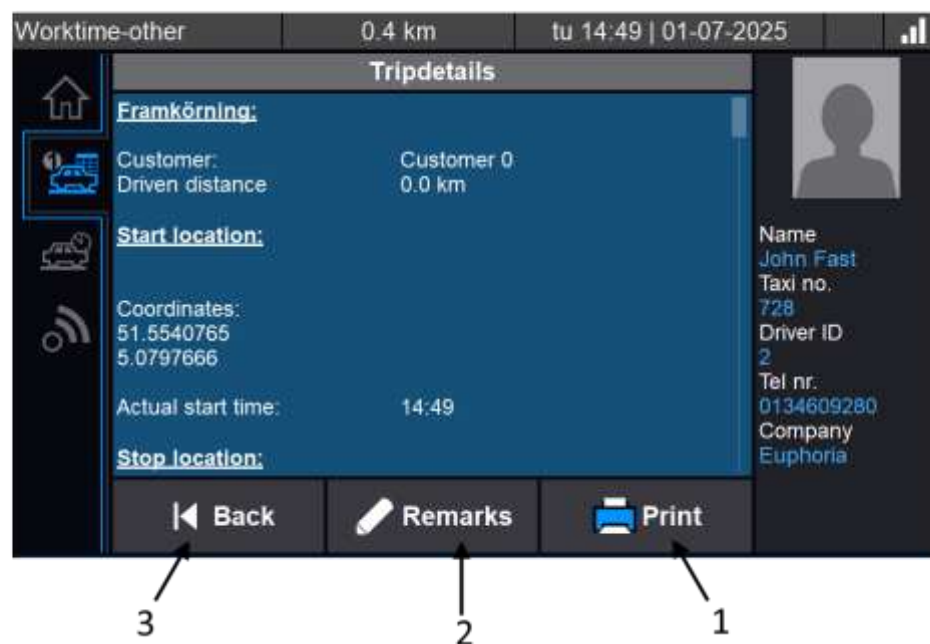 Worktime-other 0.4 km tu 14:49 | 01-07-2025
Tripdetails
Framkörning:
Customer: Customer 0
Driven distance 0.0 km
Start location:
Coordinates:
51.5540765
5.0797666
Actual start time: 14:49
Stop location:
Name
John Fast
Taxi no.
728
Driver ID
2
Tel nr.
0134609280
Company
Euphoria
Back Remarks Print
3 2 1